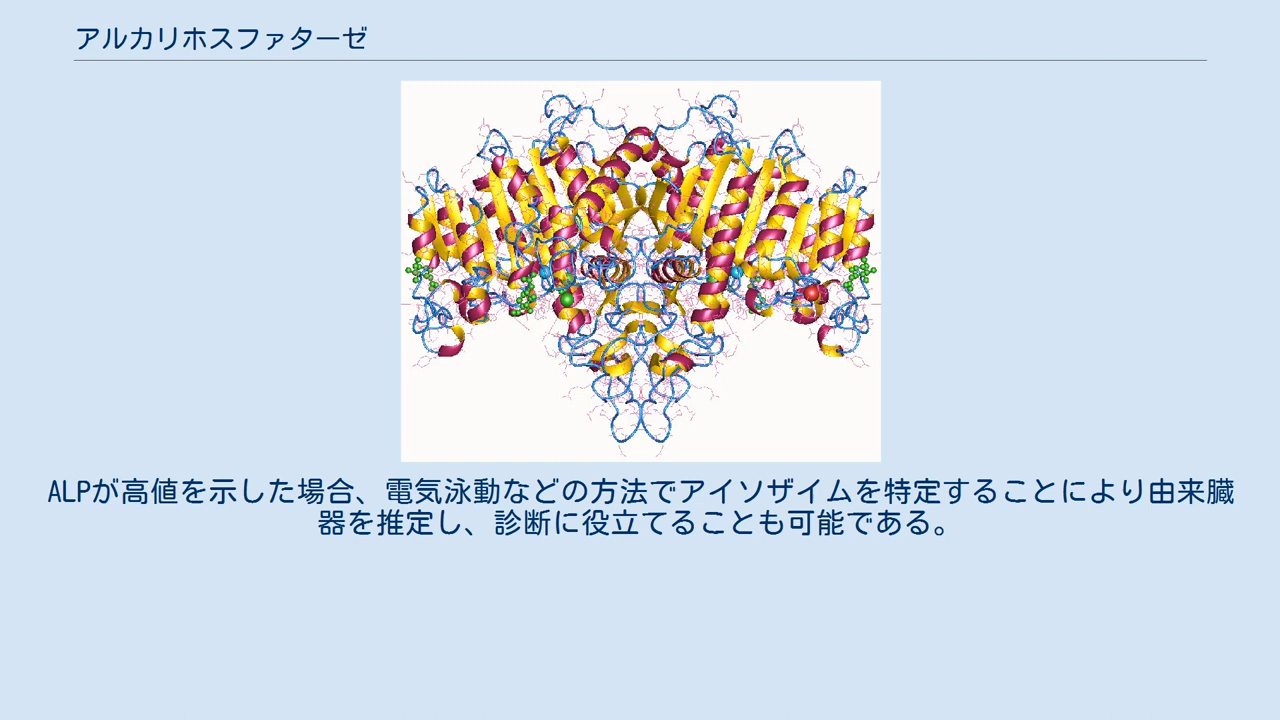 アルカリホスファターゼ
ALPが高値を示した場合、電気泳動などの方法でアイソザイムを特定することにより由来臓
器を推定し、診断に役立てることも可能である。